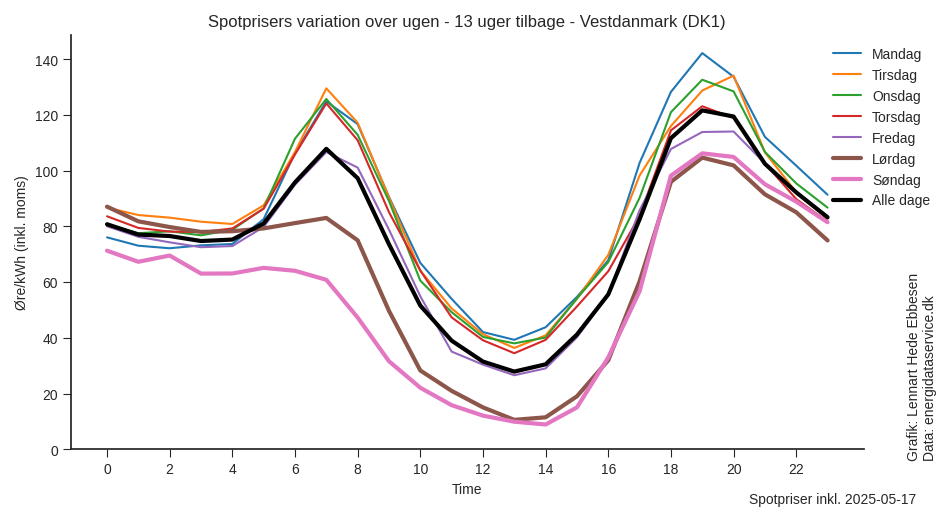 Spotprisers variation over ugen - 13 uger tilbage - Vestdanmark (DK1)
Øre/kWh (inkl. moms)
140
120
100
80
60
40
20
0
0 2 4 6 8 10 12 14 16 18 20 22
Time
Mandag
Tirsdag
Onsdag
Torsdag
Fredag
Lørdag
Søndag
Alle dage
Grafik: Lennart Hede Ebbesen
Data: energidataservice.dk
Spotpriser inkl. 2025-05-17